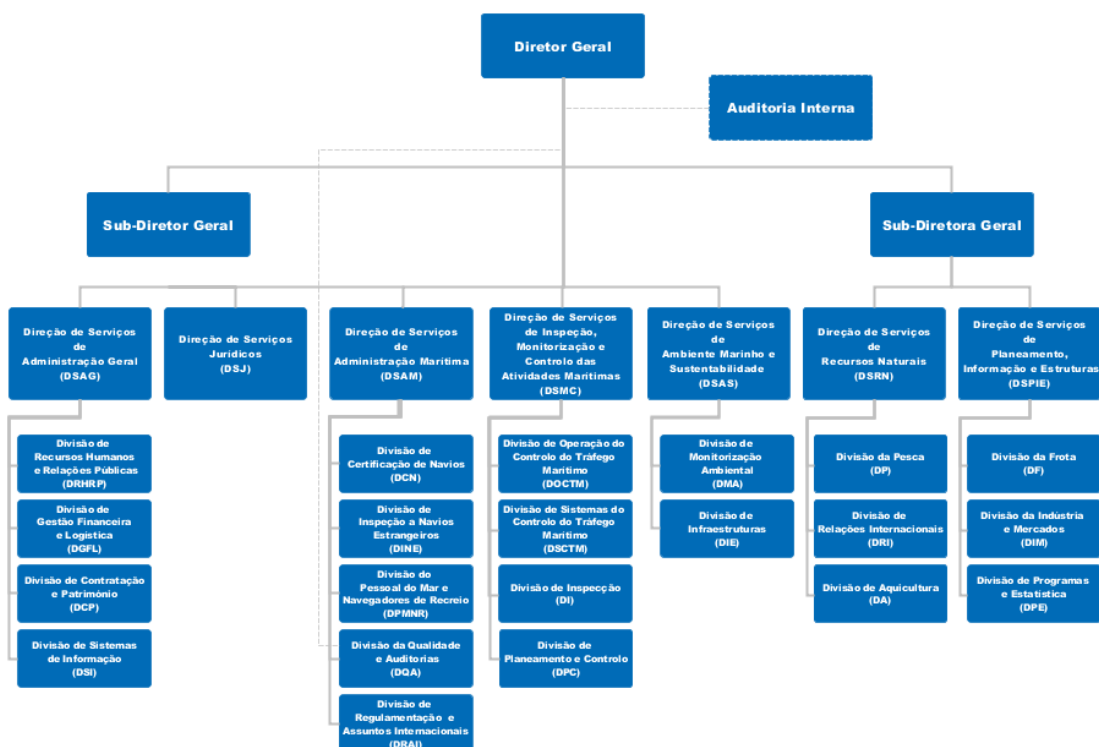 Diretor Geral
Auditoria Interna
Sub-Diretor Geral
Sub-Diretora Geral
Direção de Serviços
de
Administração Geral
(DSAG)
Direção de Serviços
Jurídicos
(DSJ)
Direção de Serviços
de
Administração Marítima
(DSAM)
Direção de Serviços
de Inspeção,
Monitorização e
Controlo das
Atividades Marítimas
(DSMC)
Direção de Serviços
de
Ambiente Marinho e
Sustentabilidade
(DSAS)
Direção de Serviços
de
Recursos Naturais
(DSRN)
Direção de Serviços
de
Planeamento,
Informação e Estruturas
(DSPIE)
Divisão de
Recursos Humanos
e Relações Públicas
(DRHRP)
Divisão de
Gestão Financeira
e Logística
(DGFL)
Divisão de Contratação
e Património
(DCP)
Divisão de Sistemas
de Informação
(DSI)
Divisão de
Certificação de Navios
(DCN)
Divisão de
Inspeção a Navios
Estrangeiros
(DINE)
Divisão do
Pessoal do Mar e
Navegadores de Recreio
(DPMNR)
Divisão da Qualidade
e Auditorias
(DQA)
Divisão de
Regulamentação e
Assuntos Internacionais
(DRAI)
Divisão de Operação do
Controlo do Tráfego
Marítimo
(DOCTM)
Divisão de Sistemas do
Controlo do Tráfego
Marítimo
(DSCTM)
Divisão de Inspecção
(DI)
Divisão de
Planeamento e Controlo
(DPC)
Divisão de
Monitorização
Ambiental
(DMA)
Divisão de
Infraestruturas
(DIE)
Divisão da Pesca
(DP)
Divisão de
Relações Internacionais
(DRI)
Divisão de Aquicultura
(DA)
Divisão da Frota
(DF)
Divisão da Indústria
e Mercados
(DIM)
Divisão de Programas
e Estatística
(DPE)